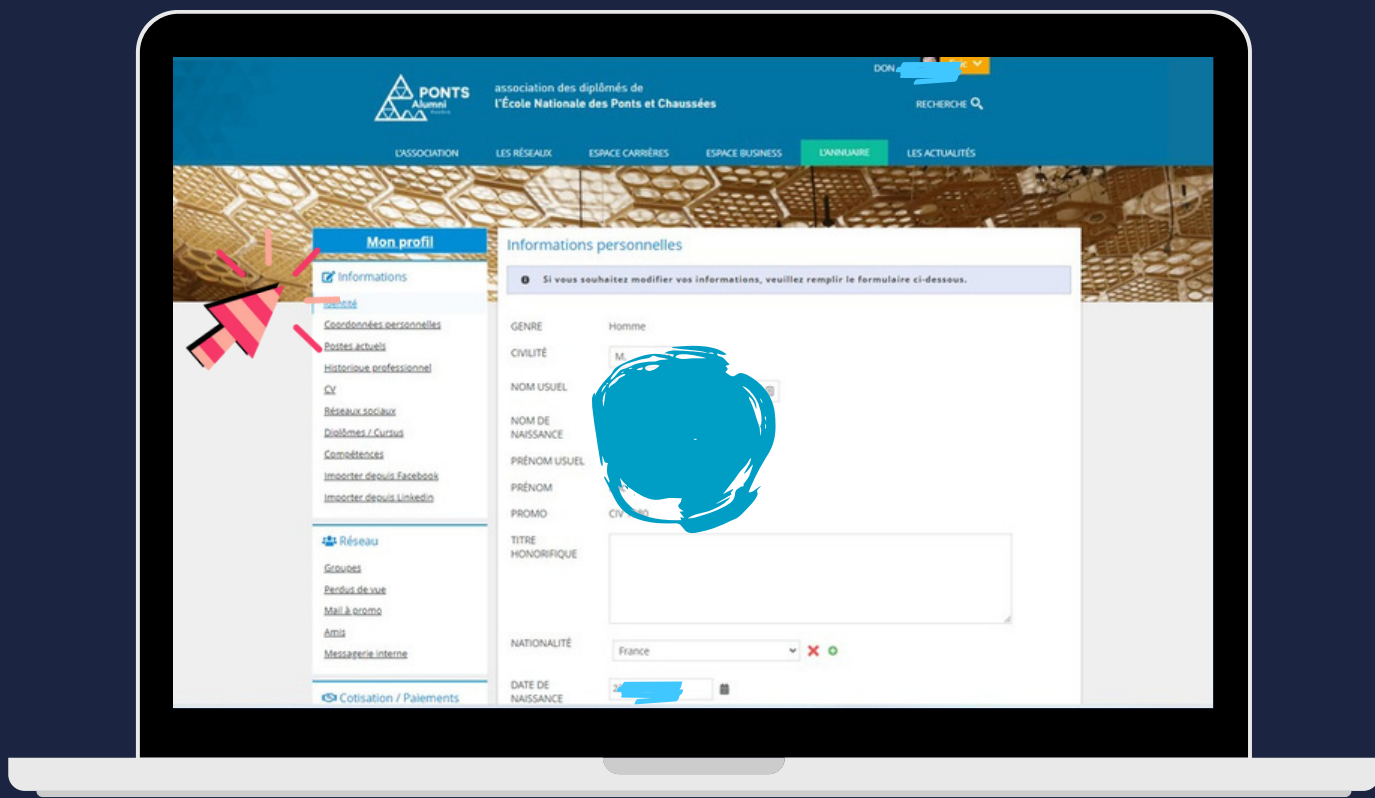 PONTS
Alumni
association des diplômés de
l'École Nationale des Ponts et Chaussées
DON
RECHERCHE
L'ASSOCIATION
LES RÉSEAUX
ESPACE CARRIÈRES
ESPACE BUSINESS
L'ANNUAIRE
LES ACTUALITÉS
Mon profil
Informations
Identité
Coordonnées personnelles
Postes actuels
Historique professionnel
CV
Réseaux sociaux
Diplômes / Cursus
Compétences
Importer depuis Facebook
Importer depuis Linkedin
Réseau
Groupes
Perdus de vue
Mail à promo
Amis
Messagerie interne
Cotisation / Paiements
Informations personnelles
Si vous souhaitez modifier vos informations, veuillez remplir le formulaire ci-dessous.
GENRE Homme
CIVILITÉ M.
NOM USUEL
NOM DE
NAISSANCE
PRÉNOM USUEL
PRÉNOM
PROMO CIV
TITRE
HONORIFIQUE
NATIONALITÉ France
DATE DE
NAISSANCE